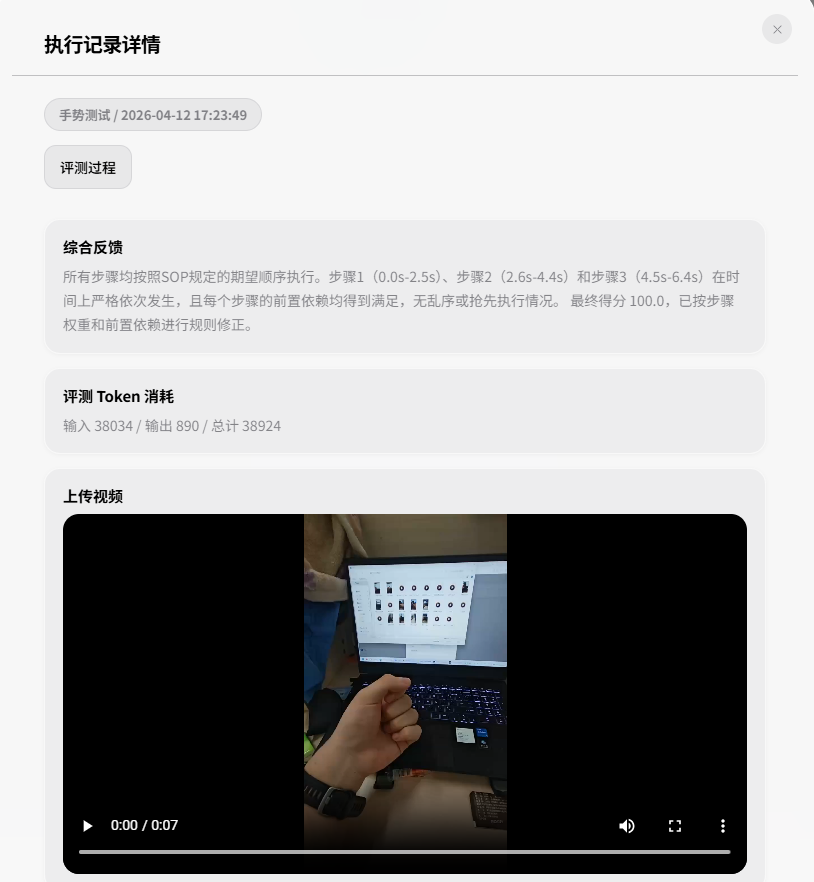 执行记录详情
手势测试 / 2026-04-12 17:23:49
评测过程
综合反馈
所有步骤均按照SOP规定的期望顺序执行。步骤1（0.0s-2.5s）、步骤2（2.6s-4.4s）和步骤3（4.5s-6.4s）在时
间上严格依次发生，且每个步骤的前置依赖均得到满足，无乱序或抢先执行情况。 最终得分 100.0，已按步骤
权重和前置依赖进行规则修正。
评测 Token 消耗
输入 38034 / 输出 890 / 总计 38924
上传视频
0:00 / 0:07